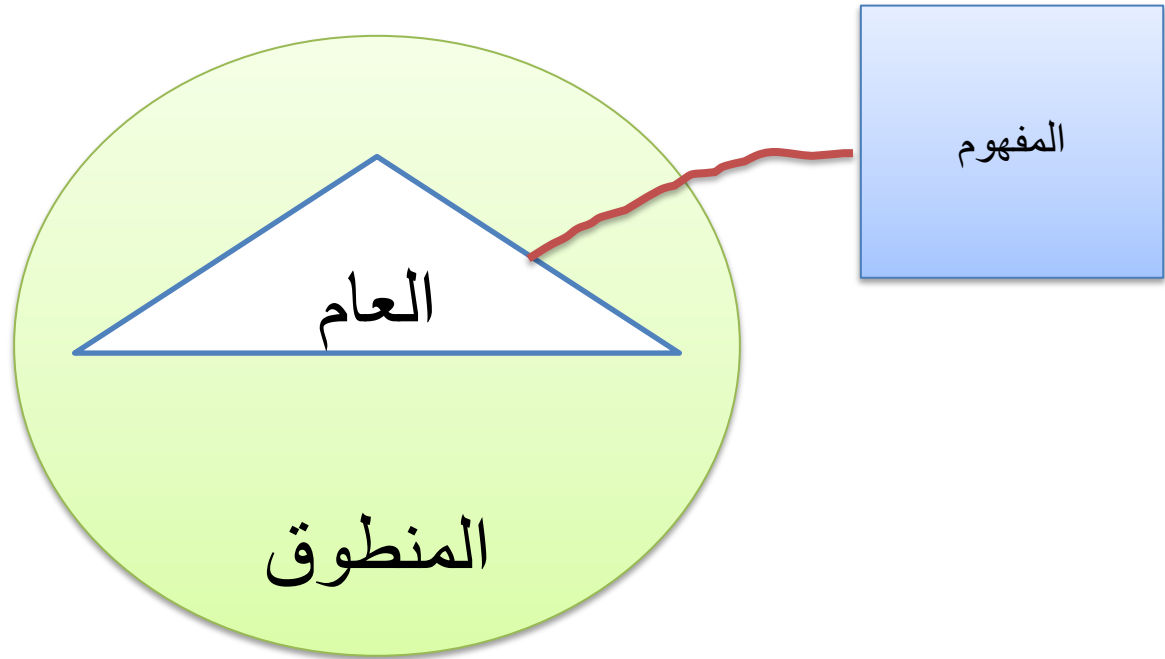 المفهوم
العام
المنطوق